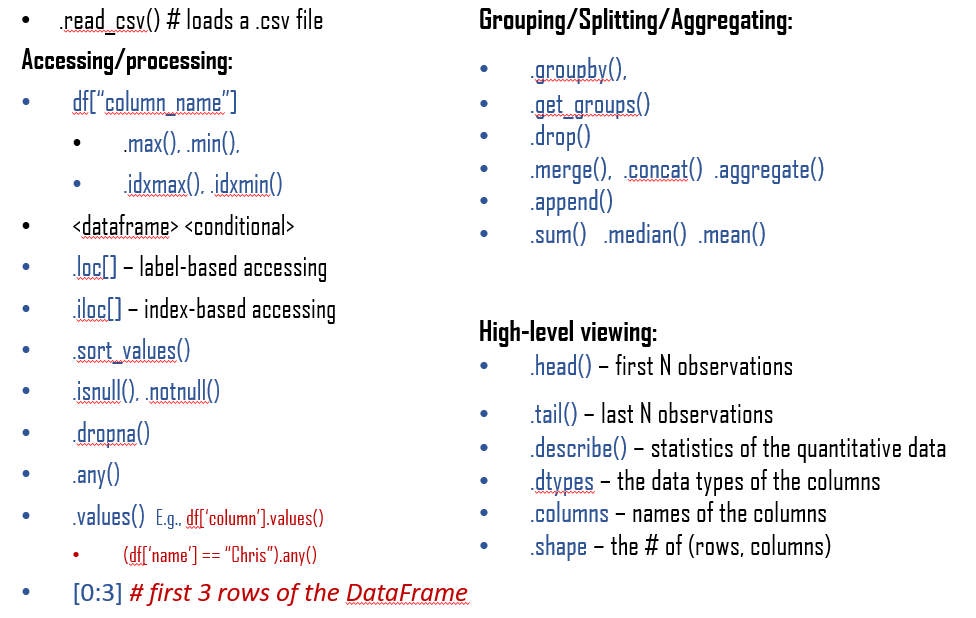 • .read_csv() # loads a .csv file
Accessing/processing:
• df[“column_name”]
• .max(), .min(),
• .idxmax(), .idxmin()
• <dataframe> <conditional>
• .loc[] – label-based accessing
• .iloc[] – index-based accessing
• .sort_values()
• .isnull(), .notnull()
• .dropna()
• .any()
• .values() E.g., df[‘column’].values()
• (df[‘name’] == “Chris”).any()
• [0:3] # first 3 rows of the DataFrame
Grouping/Splitting/Aggregating:
• .groupby(),
• .get_groups()
• .drop()
• .merge(), .concat() .aggregate()
• .append()
• .sum() .median() .mean()
High-level viewing:
• .head() – first N observations
• .tail() – last N observations
• .describe() – statistics of the quantitative data
• .dtypes – the data types of the columns
• .columns – names of the columns
• .shape – the # of (rows, columns)